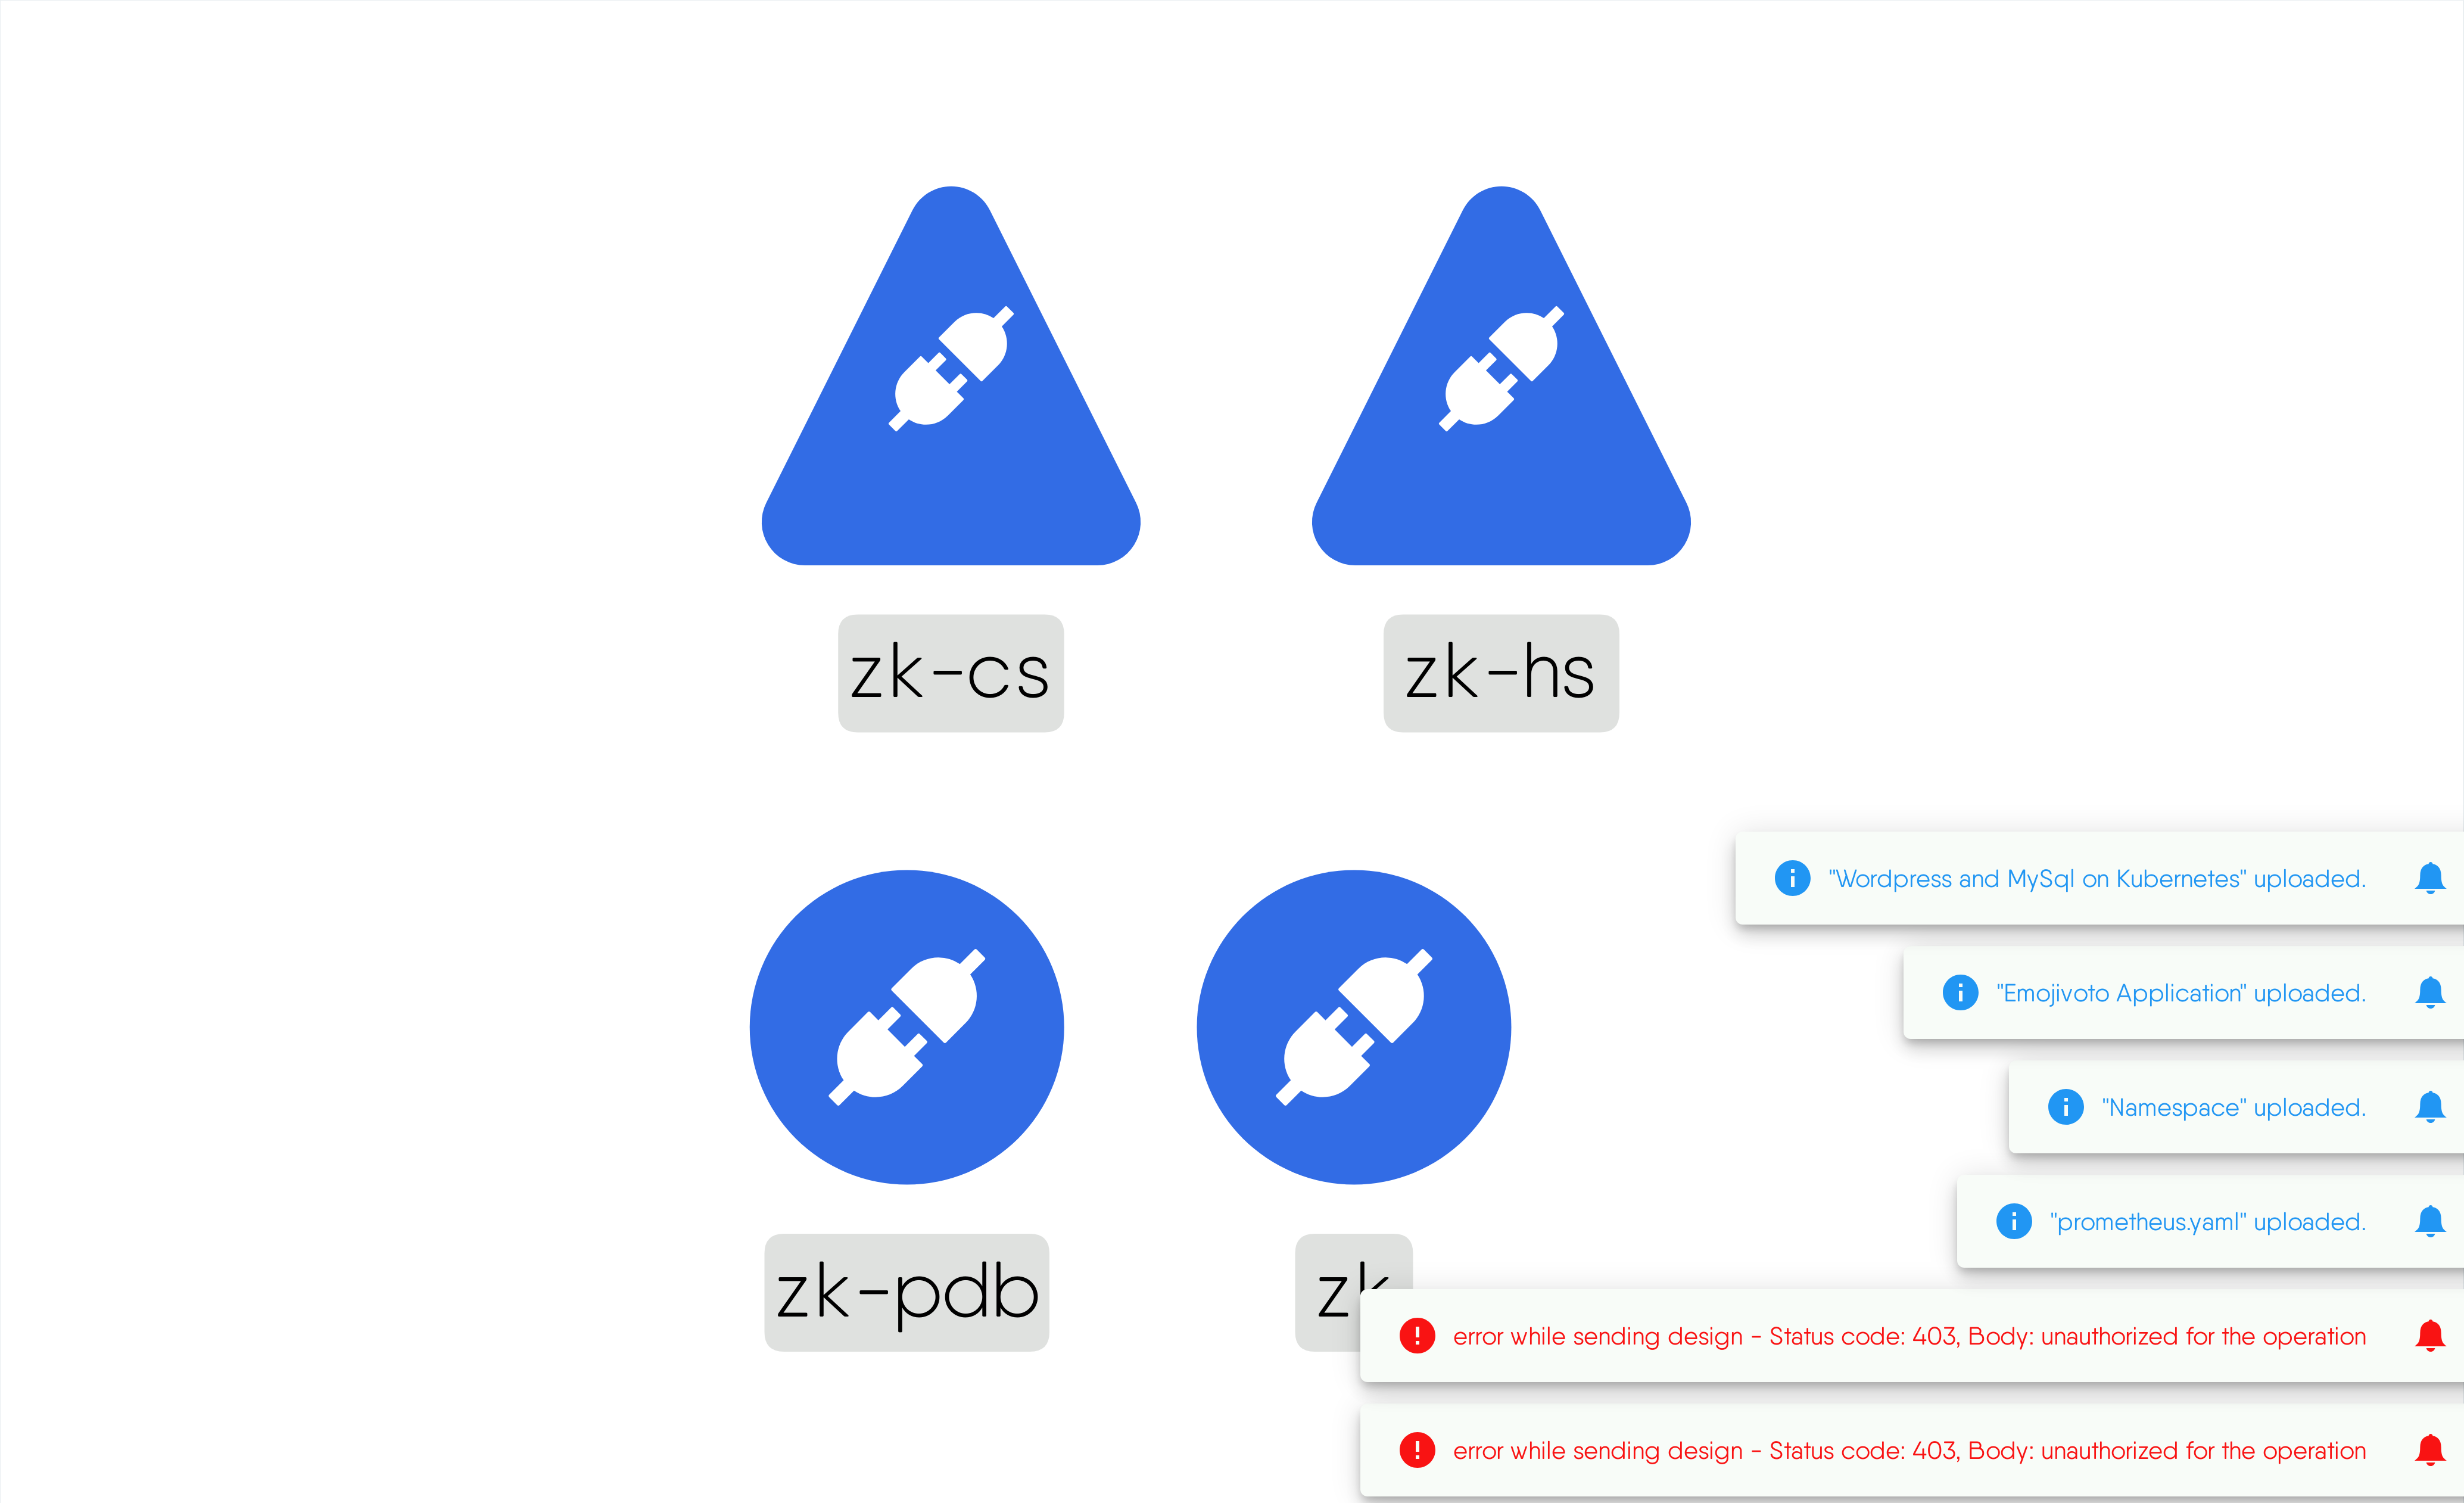 zk-cs
zk-hs
"Wordpress and MySql on Kubernetes" uploaded.
"Emojivoto Application" uploaded.
"Namespace" uploaded.
"prometheus.yaml" uploaded.
zk-pdb
zk
error while sending design - Status code: 403, Body: unauthorized for the operation
error while sending design - Status code: 403, Body: unauthorized for the operation